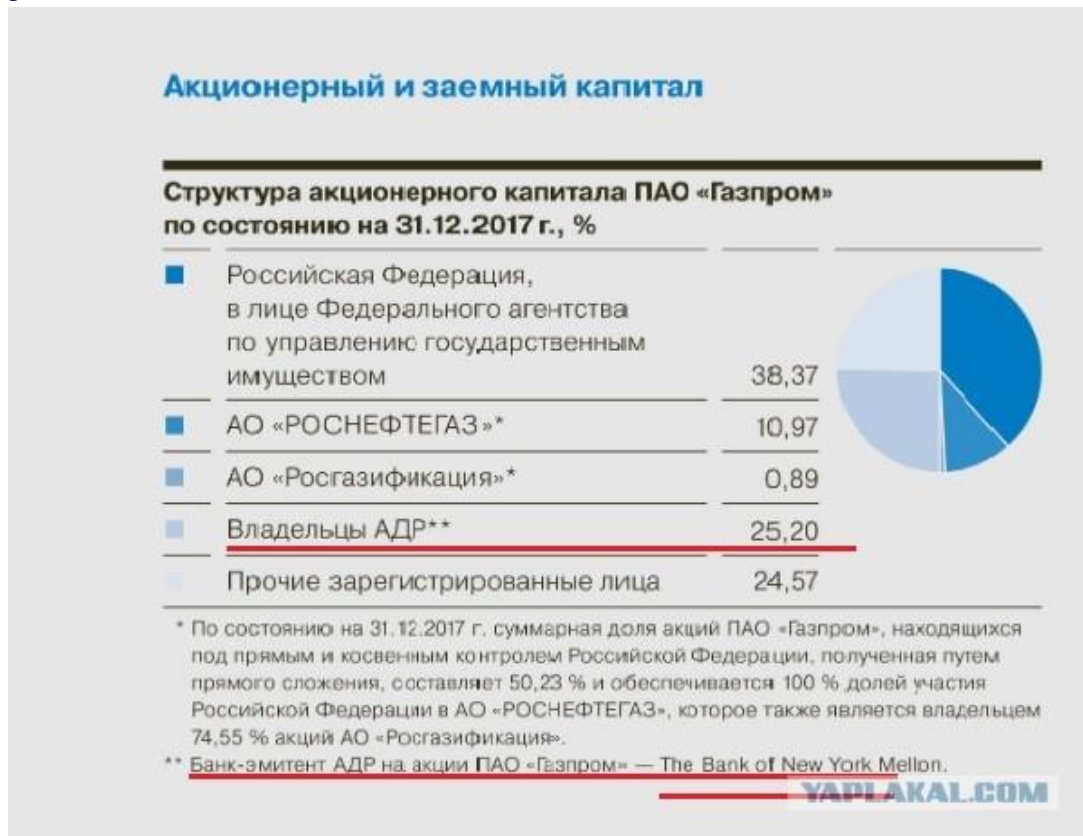 Акционерный и заемный капитал
Структура акционерного капитала ПАО «Газпром»
по состоянию на 31.12.2017 г., %
Российская Федерация,
в лице Федерального агентства
по управлению государственным
имуществом 38,37
АО «РОСНЕФТЕГАЗ»* 10,97
АО «Росгазификация»* 0,89
Владельцы АДР** 25,20
Прочие зарегистрированные лица 24,57
* По состоянию на 31.12.2017 г. суммарная доля акций ПАО «Газпром», находящихся
под прямым и косвенным контролем Российской Федерации, полученная путем
прямого сложения, составляет 50,23 % и обеспечивается 100 % долей участия
Российской Федерации в АО «РОСНЕФТЕГАЗ», которое также является владельцем
74,55 % акций АО «Росгазификация».
** Банк-эмитент АДР на акции ПАО «Газпром» — The Bank of New York Mellon.
YAPLAKAL.COM